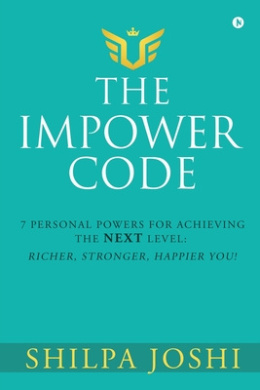 THE
IMPOWER
CODE
7 PERSONAL POWERS FOR ACHIEVING
THE NEXT LEVEL:
RICHER, STRONGER, HAPPIER YOU!
SHILPA JOSHI